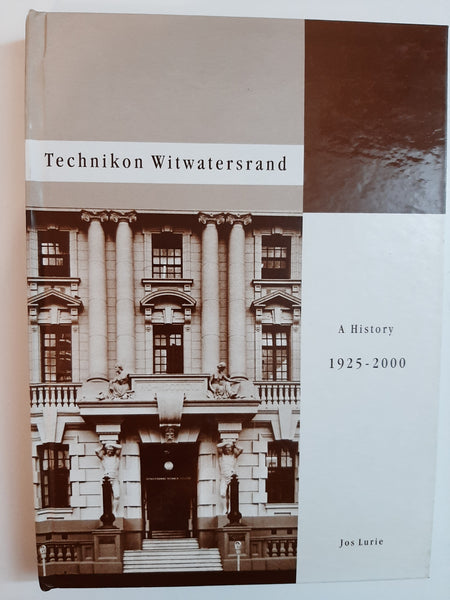 Technikon Witwatersrand
A History
1925-2000
Jos Lurie